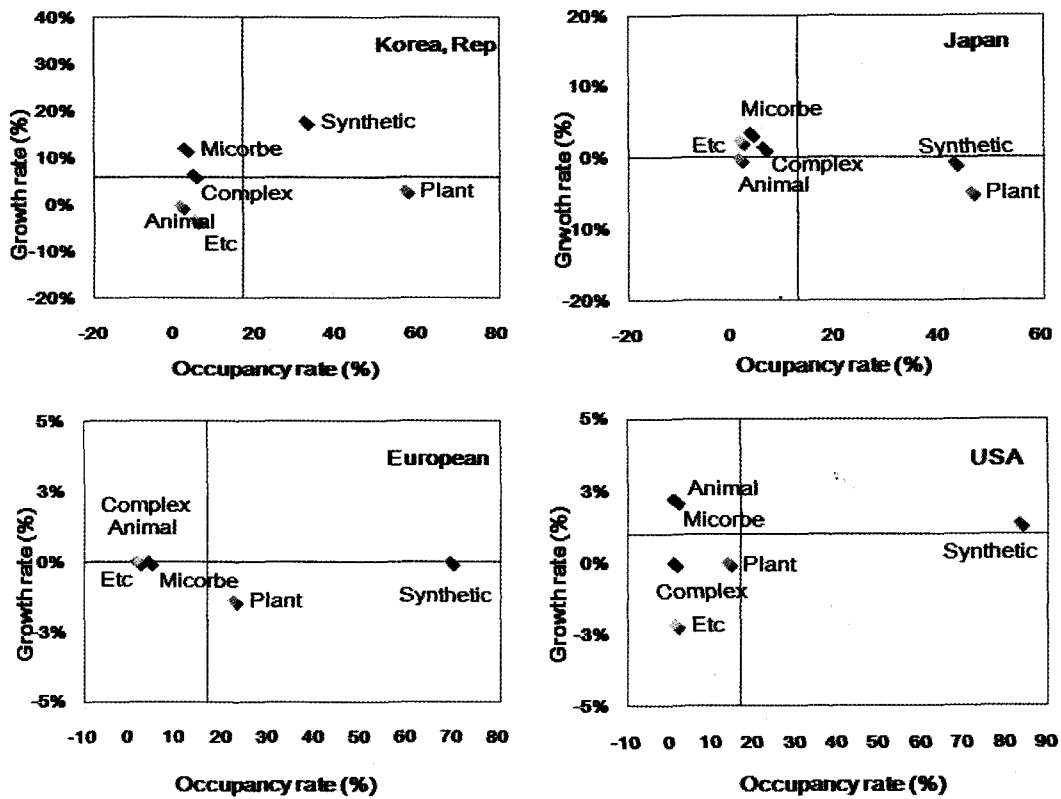 Korea, Rep
Growth rate (%)
40%
30%
20%
10%
0%
-10%
-20%
Synthetic
Micorbe
Complex
Plant
Animal
Etc
-20 0 20 40 60 80
Occupancy rate (%)
Japan
Grwoth rate (%)
20%
10%
0%
-10%
-20%
Micorbe
Etc
Complex
Animal
Synthetic
Plant
-20 0 20 40 60
Ocupancy rate (%)
European
Growth rate (%)
5%
3%
0%
-3%
-5%
Complex
Animal
Etc
Micorbe
Plant
Synthetic
-10 0 10 20 30 40 50 60 70 80
Occupancy rate (%)
USA
Growth rate (%)
5%
3%
0%
-3%
-5%
Animal
Micorbe
Synthetic
Plant
Complex
Etc
-10 0 10 20 30 40 50 60 70 80 90
Occupancy rate (%)